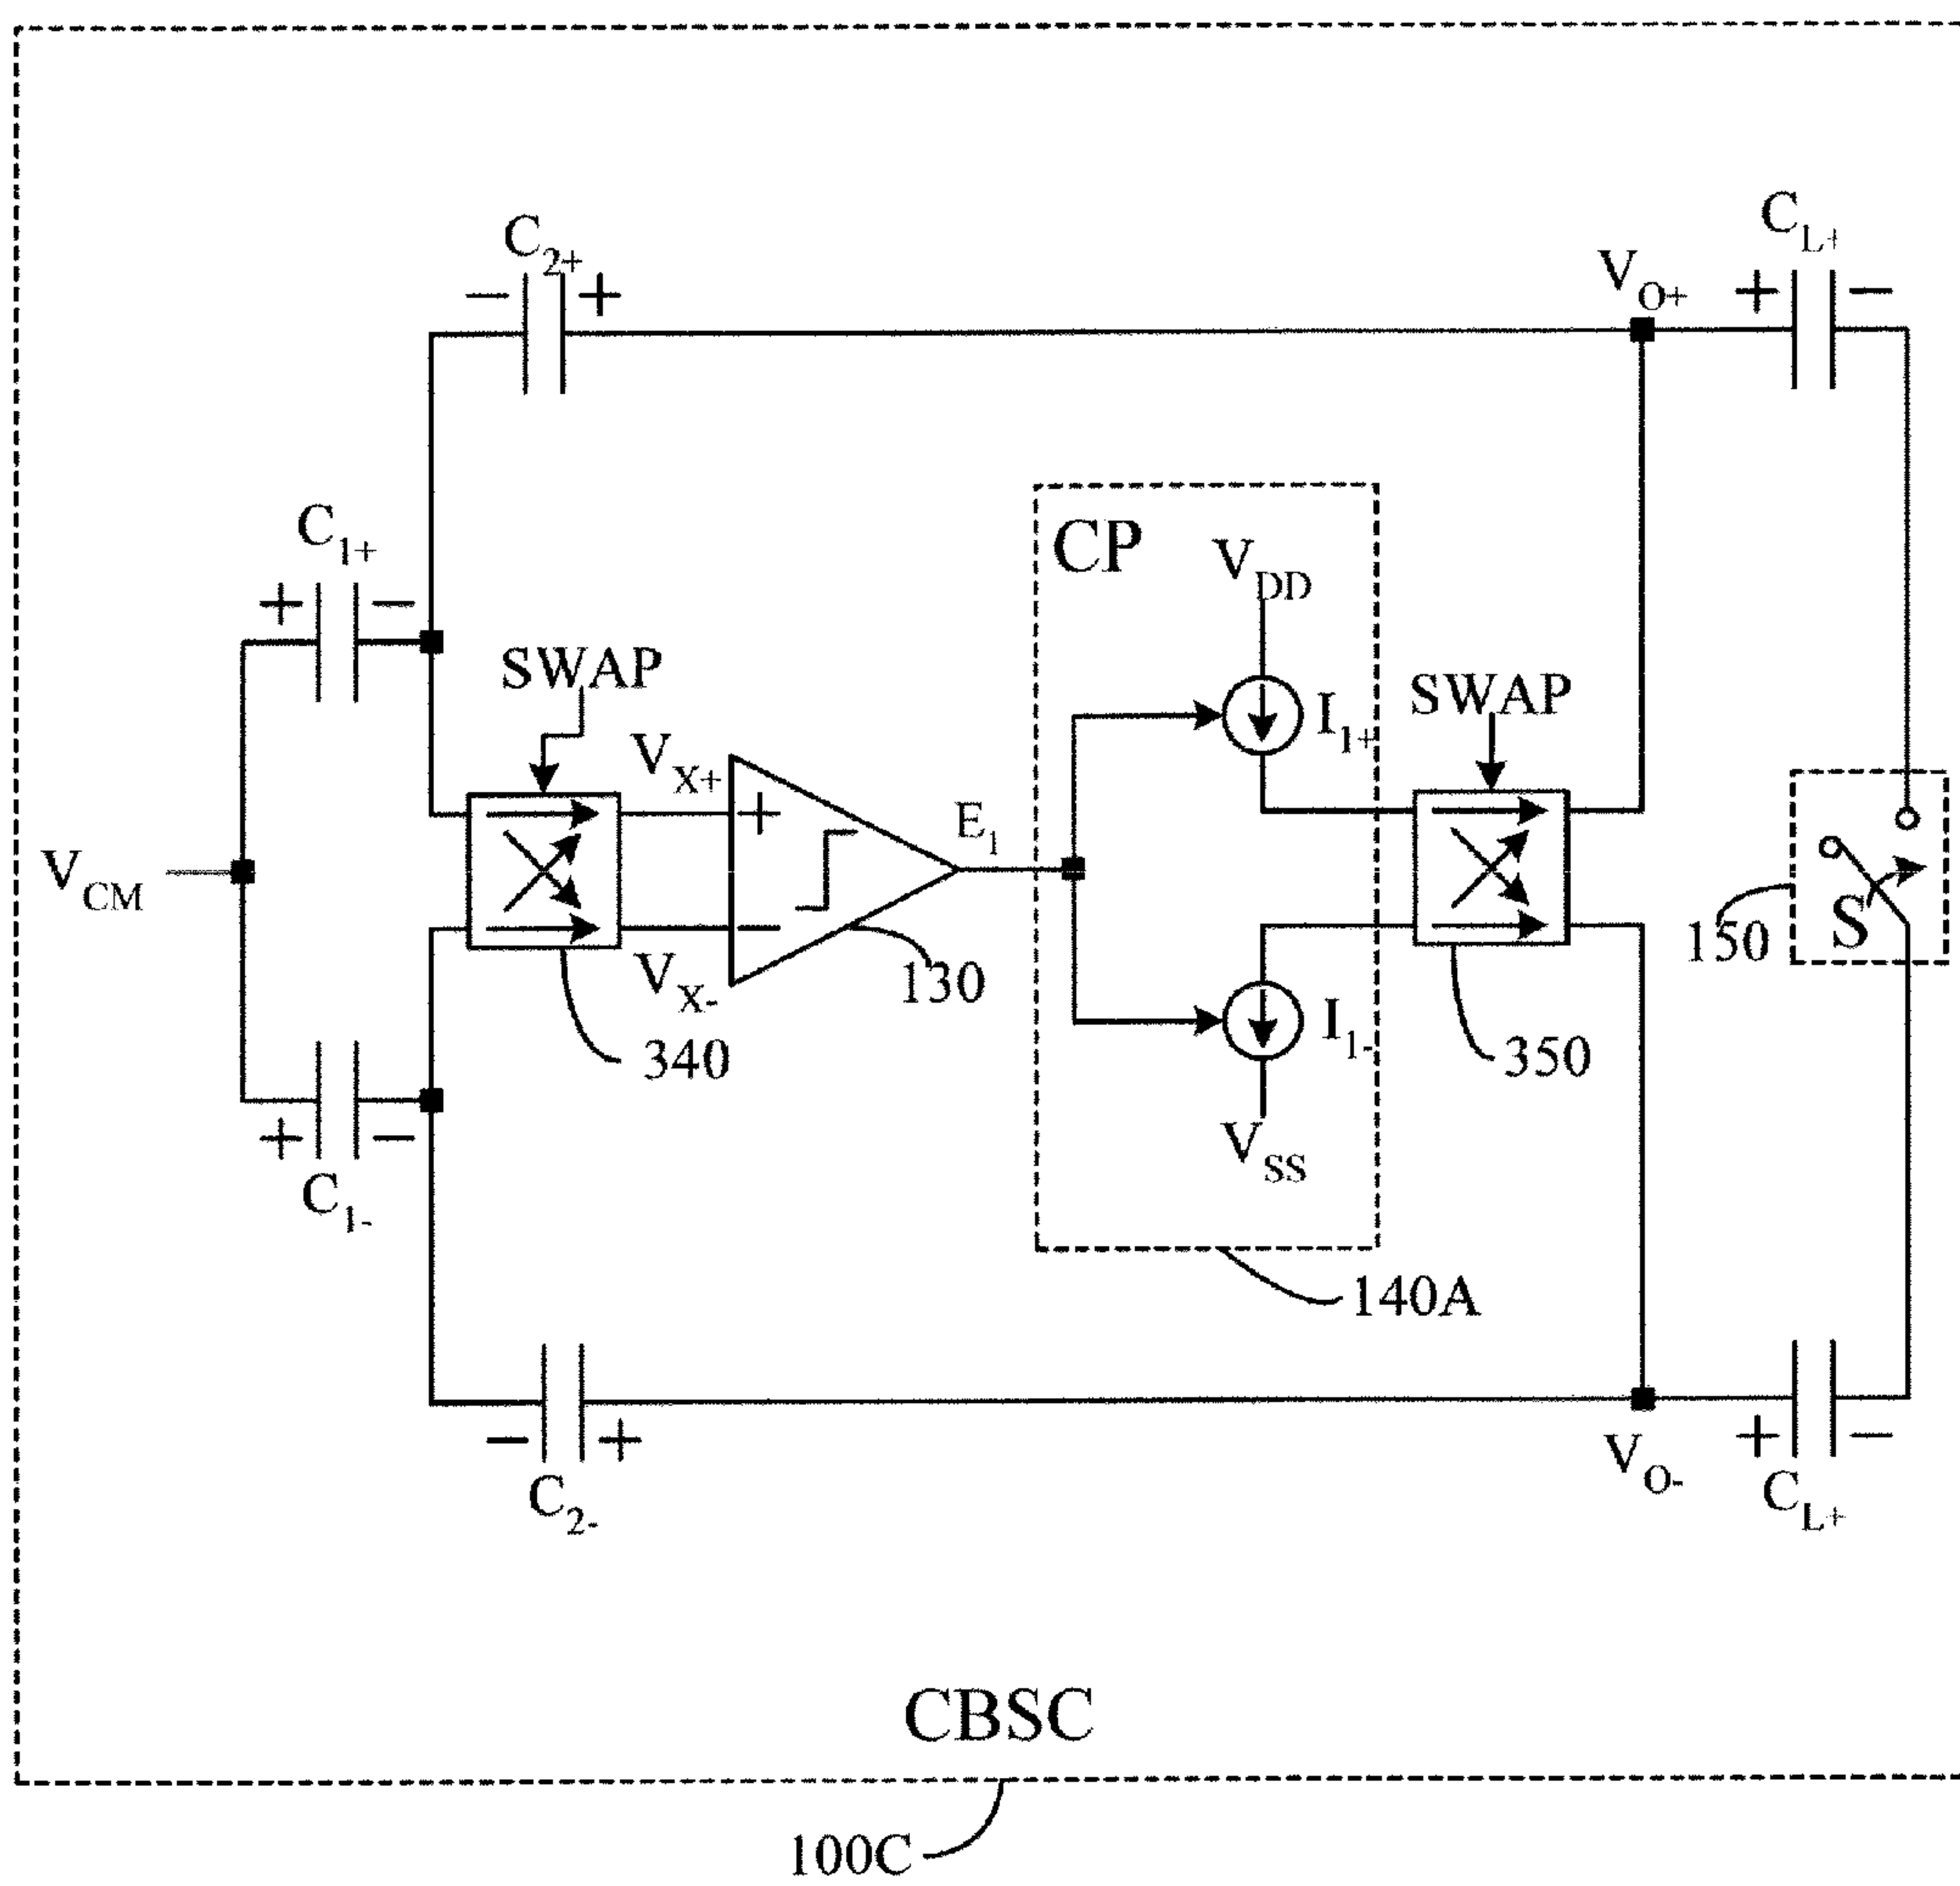 C2+
− +
CL+
VO+
+ −
C1+
+ −
CP
VDD
SWAP
SWAP
I1+
VX+
+
E1
VCM
S
150
−
130
VX-
340
I1-
350
+ −
C1-
VSS
140A
− +
C2-
VO-
+ −
CL+
CBSC
100C